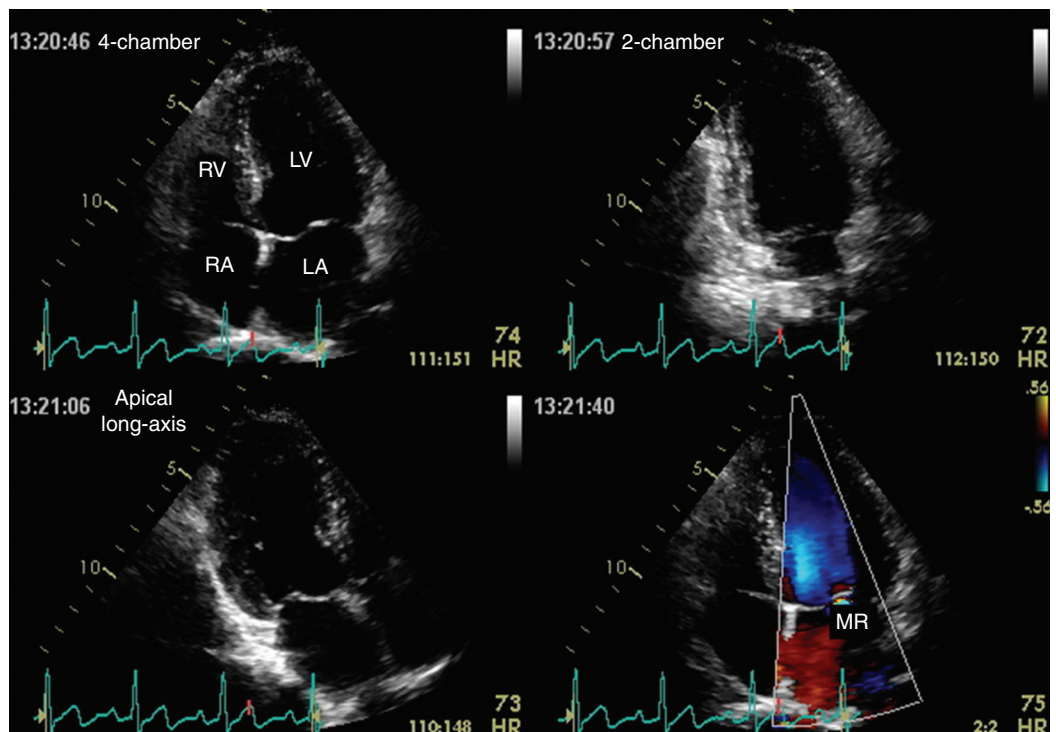 13:20:46 4-chamber
5
RV
LV
10
RA
LA
74
HR
111:151
13:20:57 2-chamber
5
10
72
HR
112:150
13:21:06 Apical
long-axis
5
10
73
HR
110:148
13:21:40
.56
-.56
5
10
MR
75
HR
2:2